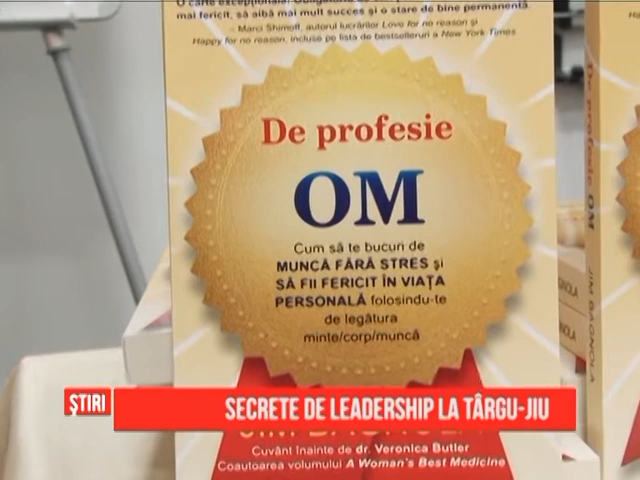 O carte excepțională! Obligatorie
mai fericit, să aibă mai mult succes și o stare de bine permanentă.
– Marci Shimoff, autorul lucrărilor Love for no reason și
Happy for no reason, incluse pe lista de bestselleruri a New York Times
De profesie
OM
Cum să te bucuri de
MUNCĂ FĂRĂ STRES și
SĂ FII FERICIT ÎN VIAȚA
PERSONALĂ folosindu-te
de legătura
minte/corp/muncă
ȘTIRI
SECRETE DE LEADERSHIP LA TÂRGU-JIU
Cuvânt înainte de dr. Veronica Butler
Coautoarea volumului A Woman's Best Medicine
De profesie OM
JIM BAGNOLA